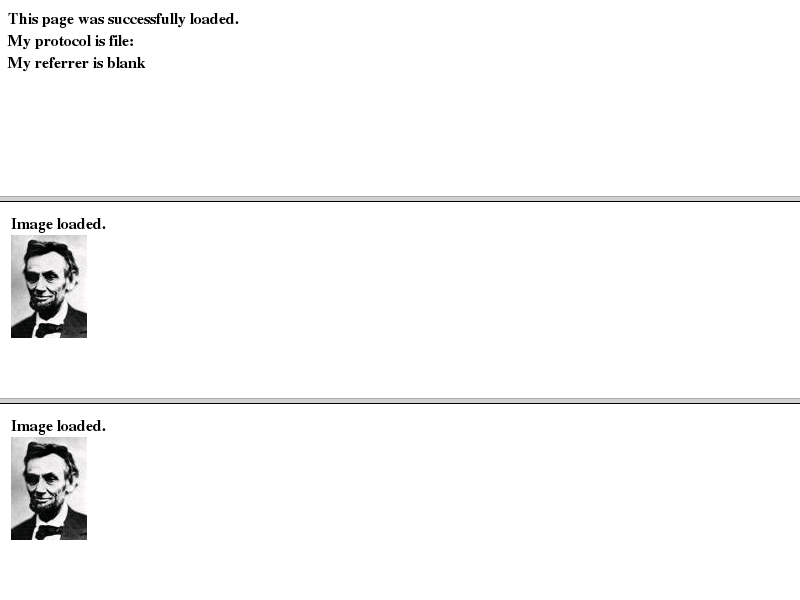 This page was successfully loaded.
My protocol is file:
My referrer is blank
Image loaded.
Image loaded.